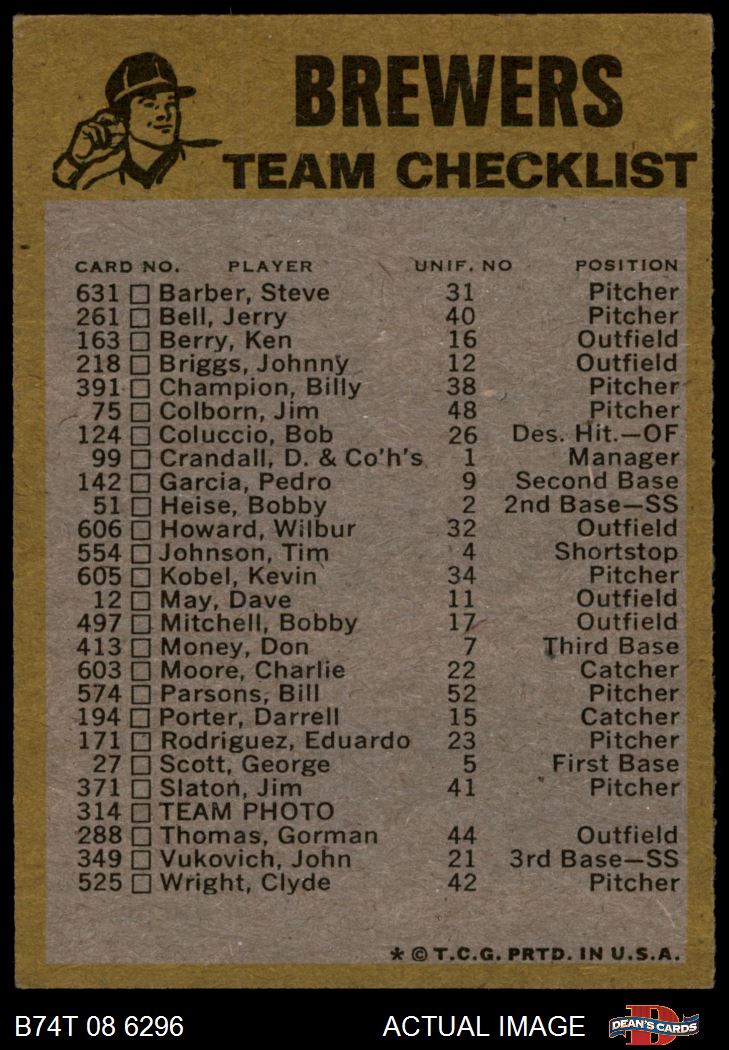 BREWERS
TEAM CHECKLIST
CARD NO. PLAYER UNIF. NO POSITION
631 Barber, Steve 31 Pitcher
261 Bell, Jerry 40 Pitcher
163 Berry, Ken 16 Outfield
218 Briggs, Johnny 12 Outfield
391 Champion, Billy 38 Pitcher
75 Colborn, Jim 48 Pitcher
124 Coluccio, Bob 26 Des. Hit.—OF
99 Crandall, D. & Co'h's 1 Manager
142 Garcia, Pedro 9 Second Base
51 Heise, Bobby 2 2nd Base—SS
606 Howard, Wilbur 32 Outfield
554 Johnson, Tim 4 Shortstop
605 Kobel, Kevin 34 Pitcher
12 May, Dave 11 Outfield
497 Mitchell, Bobby 17 Outfield
413 Money, Don 7 Third Base
603 Moore, Charlie 22 Catcher
574 Parsons, Bill 52 Pitcher
194 Porter, Darrell 15 Catcher
171 Rodriguez, Eduardo 23 Pitcher
27 Scott, George 5 First Base
371 Slaton, Jim 41 Pitcher
314 TEAM PHOTO
288 Thomas, Gorman 44 Outfield
349 Vukovich, John 21 3rd Base—SS
525 Wright, Clyde 42 Pitcher
* © T.C.G. PRTD. IN U.S.A.
B74T 08 6296 ACTUAL IMAGE DEAN'S CARDS